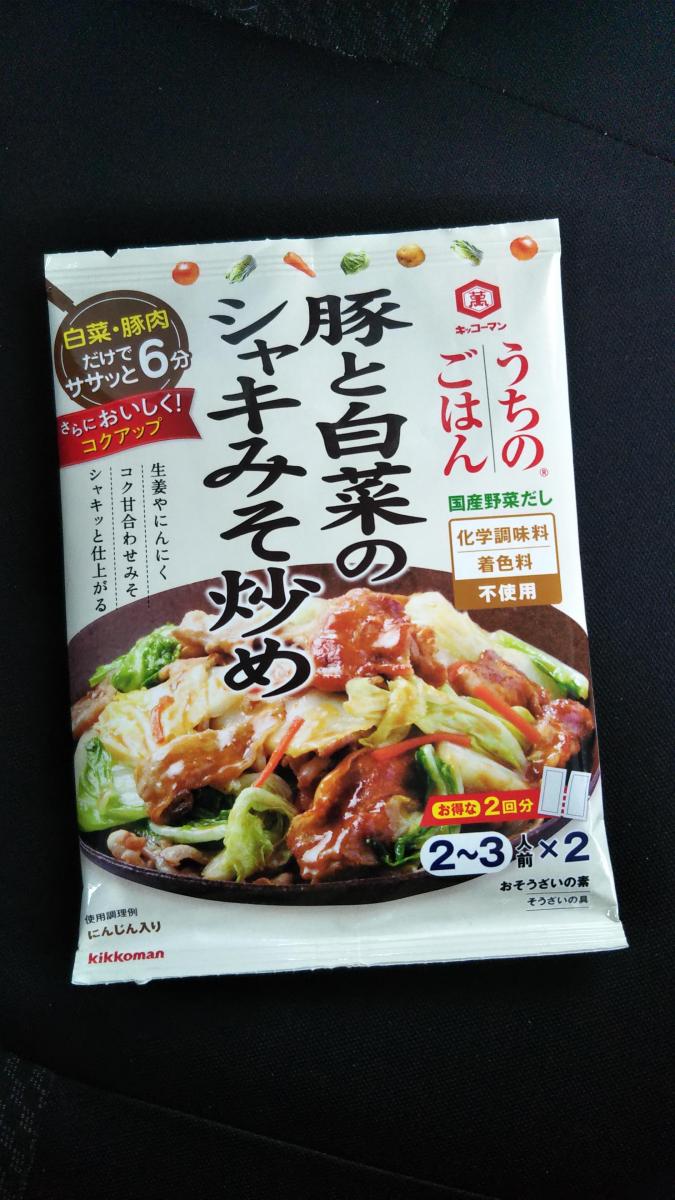 萬
キッコーマン
うちの
ごはん®
国産野菜だし
化学調味料
着色料
不使用
豚と白菜の
シャキみそ炒め
白菜・豚肉
だけで
ササッと6分
さらにおいしく!
コクアップ
生姜やにんにく
コク甘合わせみそ
シャキッと仕上がる
お得な2回分
2~3人前×2
おそうざいの素
そうざいの具
使用調理例
にんじん入り
kikkoman